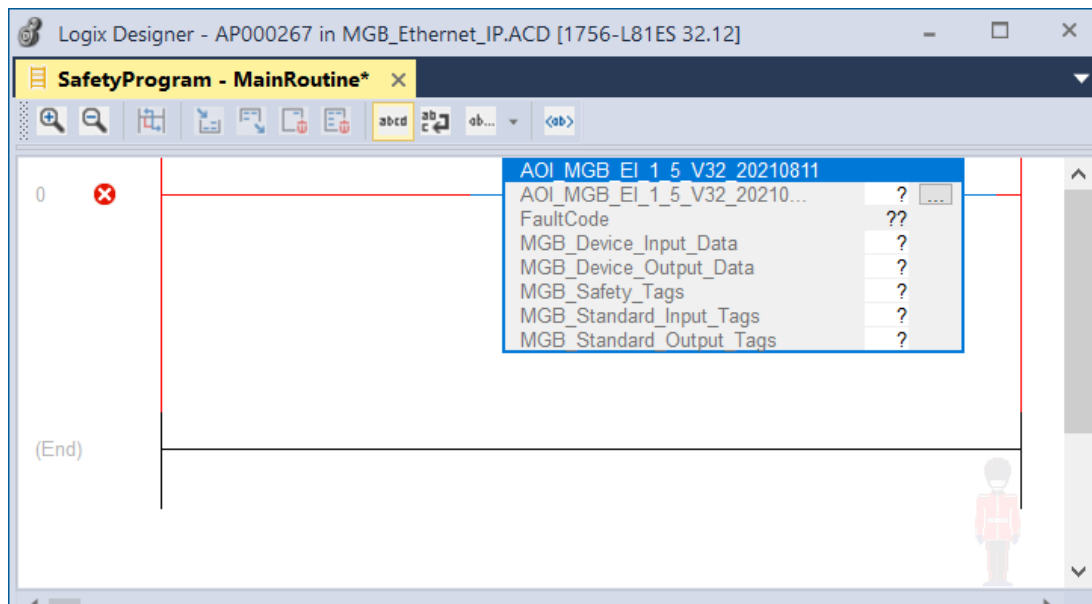 Logix Designer - AP000267 in MGB_Ethernet_IP.ACD [1756-L81ES 32.12]
SafetyProgram - MainRoutine*
abcd ab c ab... <ab>
0
AOI_MGB_EI_1_5_V32_20210811
AOI_MGB_EI_1_5_V32_20210... ? ...
FaultCode ??
MGB_Device_Input_Data ?
MGB_Device_Output_Data ?
MGB_Safety_Tags ?
MGB_Standard_Input_Tags ?
MGB_Standard_Output_Tags ?
(End)